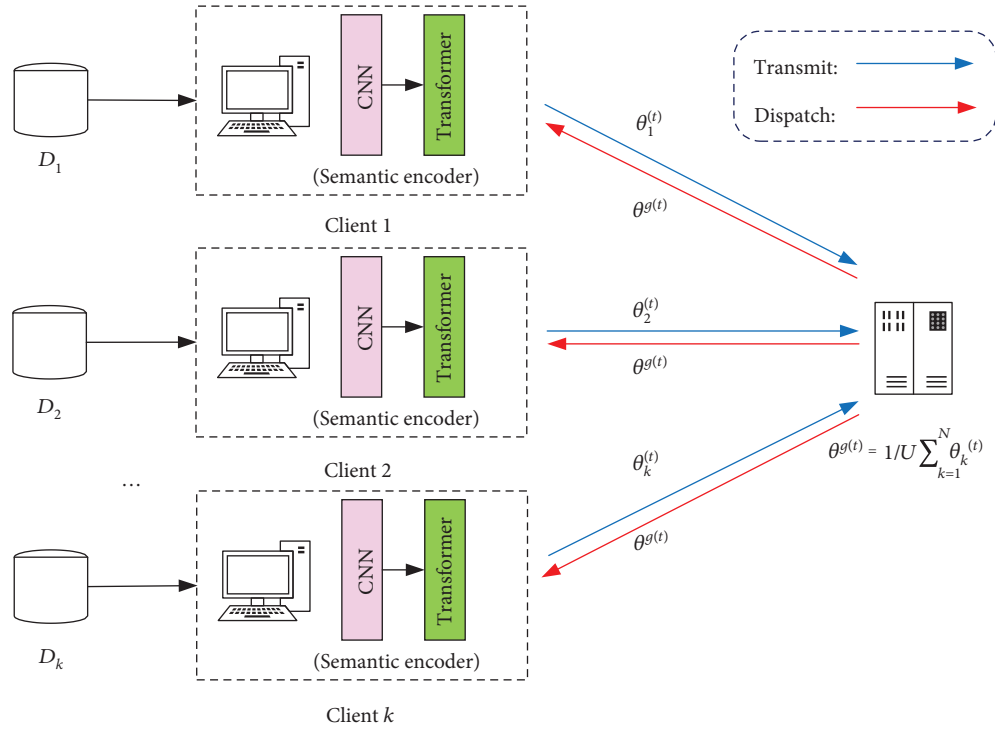 D₁
CNN
Transformer
(Semantic encoder)
Client 1
Transmit:
Dispatch:
θ₁⁽ᵗ⁾
θᵍ⁽ᵗ⁾
D₂
CNN
Transformer
(Semantic encoder)
Client 2
θ₂⁽ᵗ⁾
θᵍ⁽ᵗ⁾
θᵍ⁽ᵗ⁾ = 1/U ∑ₖ₌₁ᴺ θₖ⁽ᵗ⁾
...
Dₖ
CNN
Transformer
(Semantic encoder)
Client k
θₖ⁽ᵗ⁾
θᵍ⁽ᵗ⁾